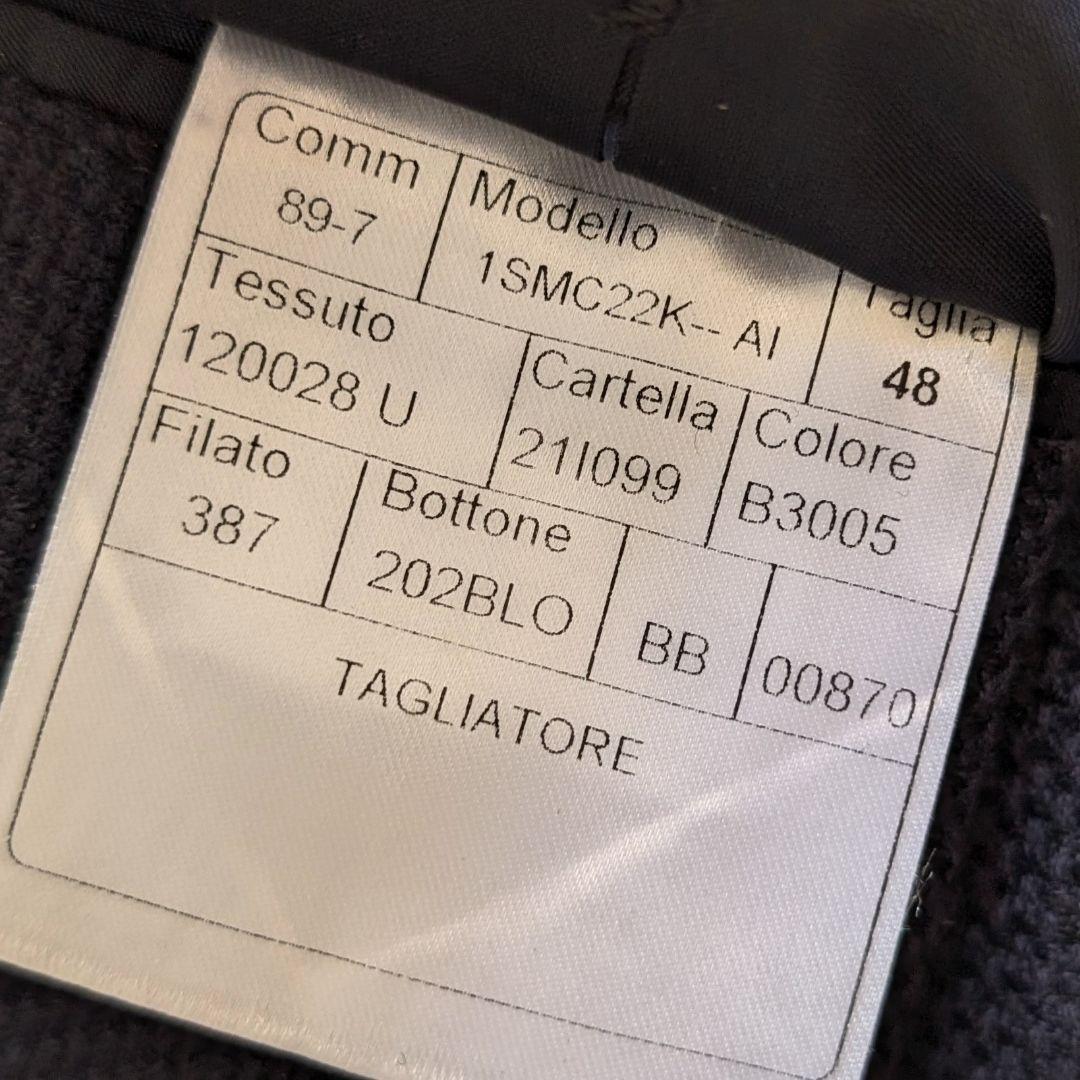 Comm Modello Taglia
89-7 1SMC22K-- AI 48
Tessuto Cartella Colore
120028 U 21I099 B3005
Filato Bottone
387 202BLO BB 00870
TAGLIATORE